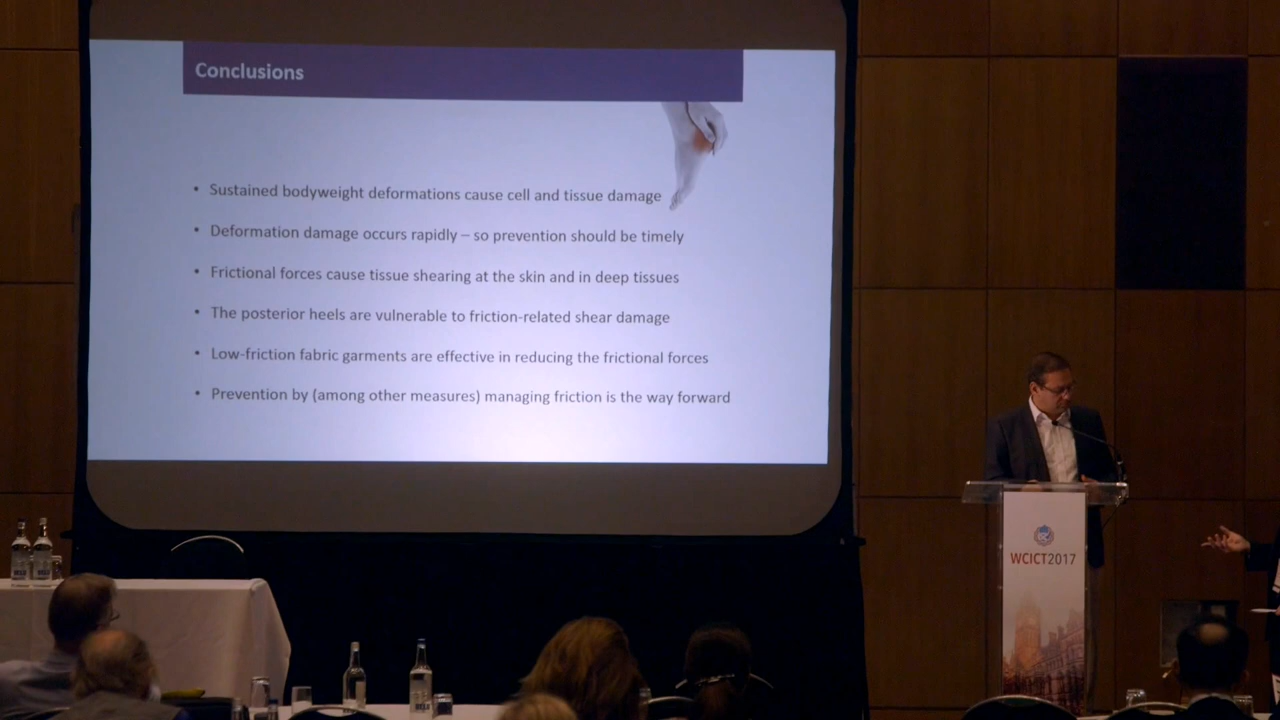 Conclusions
• Sustained bodyweight deformations cause cell and tissue damage
• Deformation damage occurs rapidly – so prevention should be timely
• Frictional forces cause tissue shearing at the skin and in deep tissues
• The posterior heels are vulnerable to friction-related shear damage
• Low-friction fabric garments are effective in reducing the frictional forces
• Prevention by (among other measures) managing friction is the way forward
WCICT2017